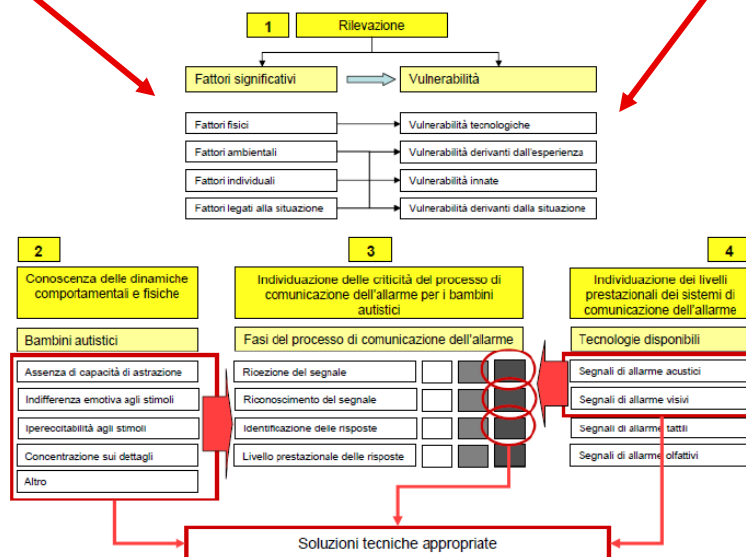 1
Rilevazione
Fattori significativi
Vulnerabilità
Fattori fisici
Vulnerabilità tecnologiche
Fattori ambientali
Vulnerabilità derivanti dall'esperienza
Fattori individuali
Vulnerabilità innate
Fattori legati alla situazione
Vulnerabilità derivanti dalla situazione
2
Conoscenza delle dinamiche
comportamentali e fisiche
Bambini autistici
Assenza di capacità di astrazione
Indifferenza emotiva agli stimoli
Ipereccitabilità agli stimoli
Concentrazione sui dettagli
Altro
3
Individuazione delle criticità del processo di
comunicazione dell'allarme per i bambini
autistici
Fasi del processo di comunicazione dell'allarme
Ricezione del segnale
Riconoscimento del segnale
Identificazione delle risposte
Livello prestazionale delle risposte
4
Individuazione dei livelli
prestazionali dei sistemi di
comunicazione dell'allarme
Tecnologie disponibili
Segnali di allarme acustici
Segnali di allarme visivi
Segnali di allarme tattili
Segnali di allarme olfattivi
Soluzioni tecniche appropriate